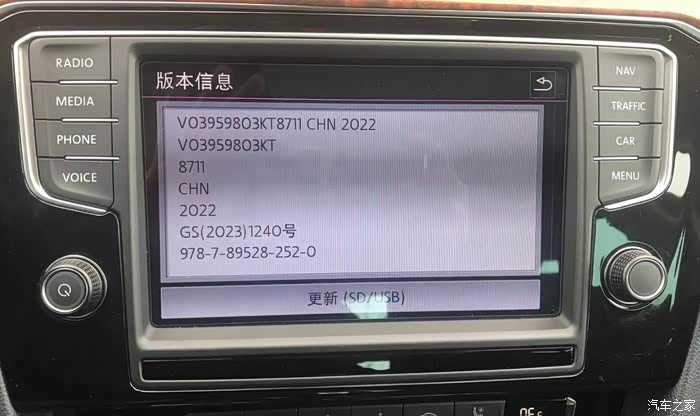 RADIO
MEDIA
PHONE
VOICE
版本信息
V03959803KT8711 CHN 2022
V03959803KT
8711
CHN
2022
GS(2023)1240号
978-7-89528-252-0
更新 (SD/USB)
NAV
TRAFFIC
CAR
MENU
汽车之家